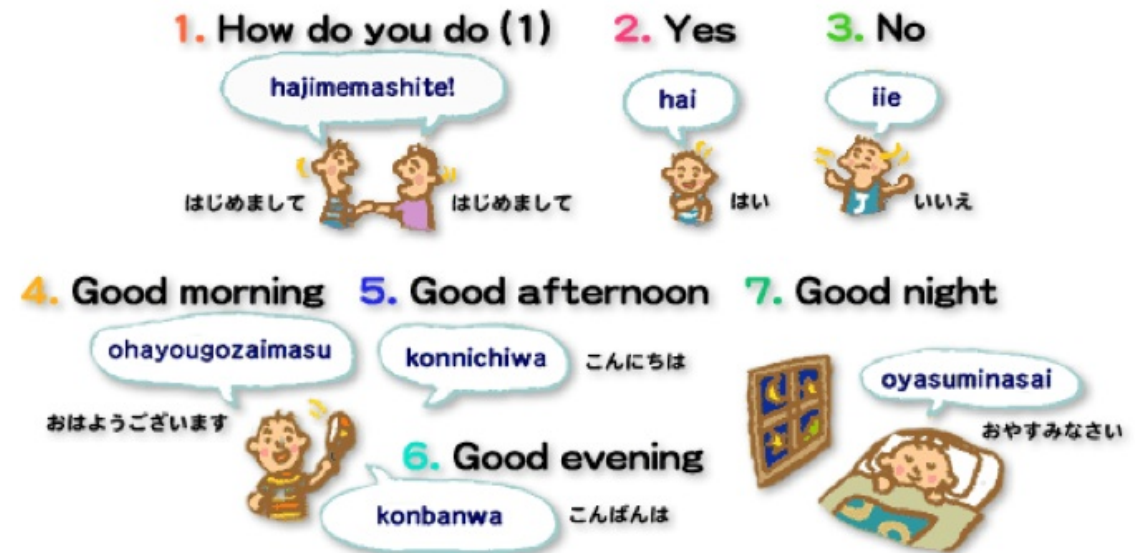 1. How do you do (1)
hajimemashite!
はじめまして
はじめまして
2. Yes
hai
はい
3. No
iie
J
いいえ
4. Good morning
ohayougozaimasu
おはようございます
5. Good afternoon
konnichiwa
こんにちは
6. Good evening
konbanwa
こんばんは
7. Good night
oyasuminasai
おやすみなさい